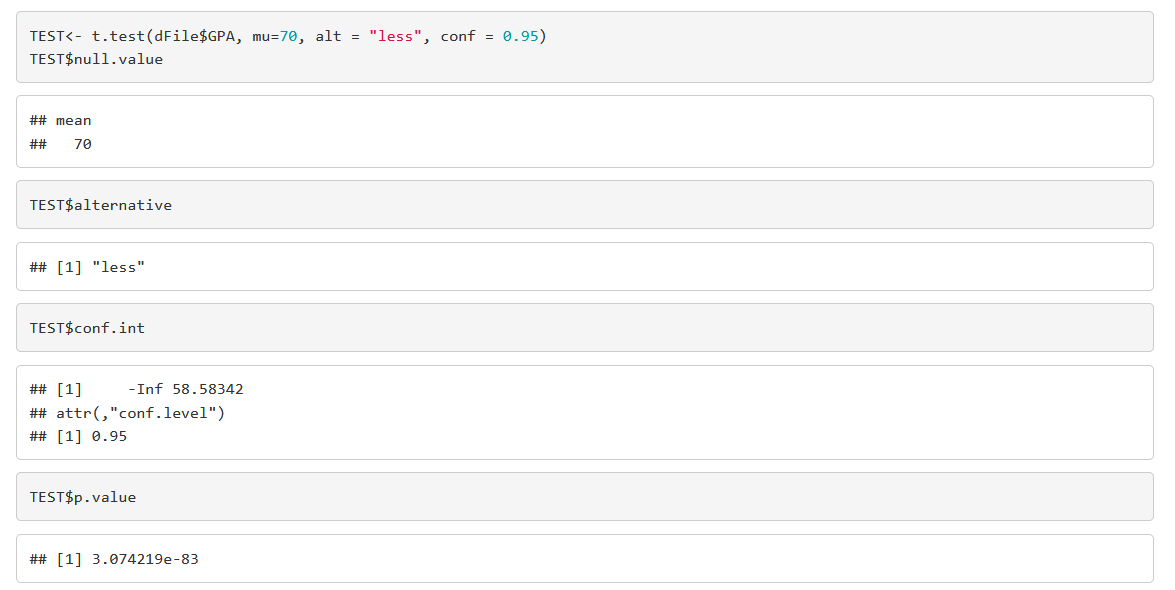 TEST<- t.test(dFile$GPA, mu=70, alt = "less", conf = 0.95)
TEST$null.value
## mean
##   70
TEST$alternative
## [1] "less"
TEST$conf.int
## [1]     -Inf 58.58342
## attr(,"conf.level")
## [1] 0.95
TEST$p.value
## [1] 3.074219e-83